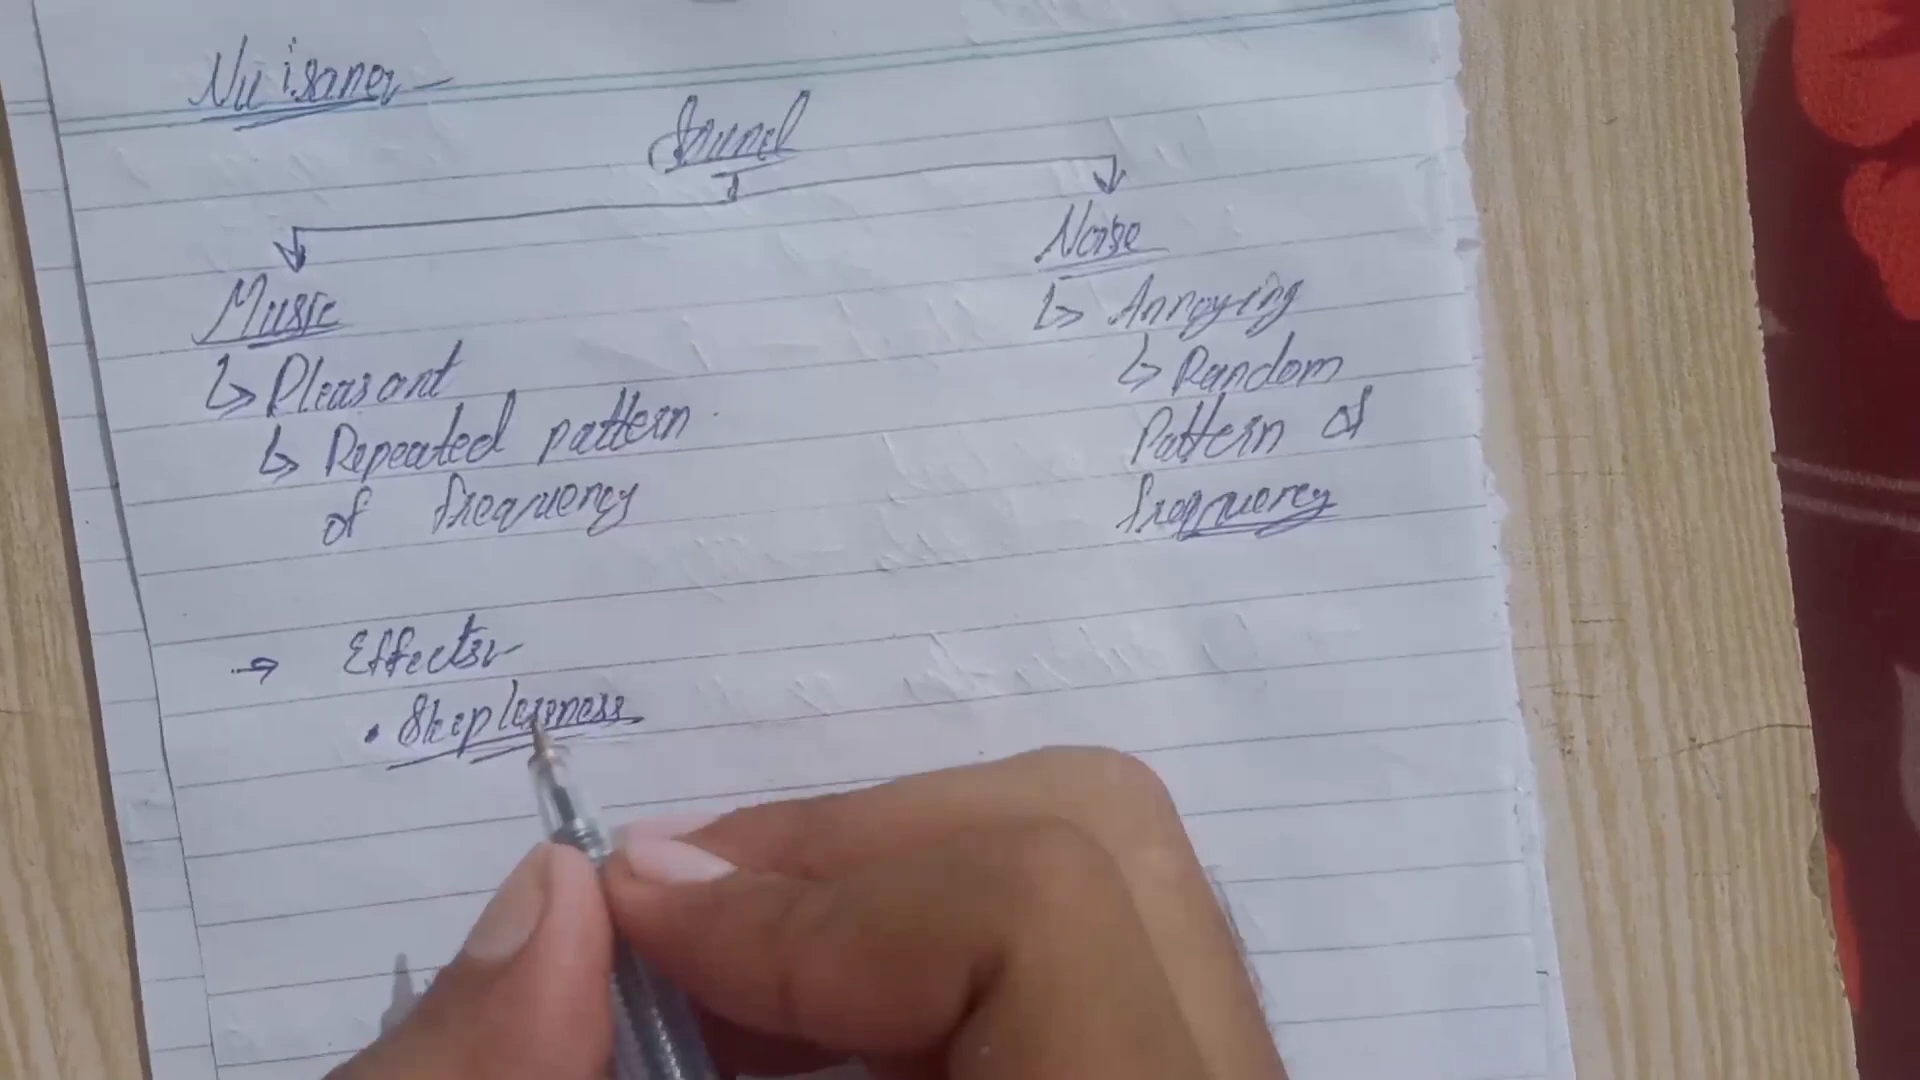 Nuisance -
Sound
Music
Noise
↳ Pleasant
↳ Annoying
↳ Repeated pattern
of frequency
↳ Random
Pattern of
frequency
→ Effects -
• Sleeplessness